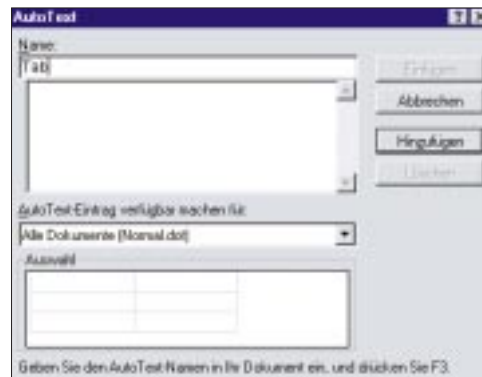 AutoText
Name:
Tab
Einfügen
Abbrechen
Hinzufügen
Löschen
AutoText-Eintrag verfügbar machen für:
Alle Dokumente (Normal.dot)
Auswahl
Geben Sie den AutoText-Namen in Ihr Dokument ein, und drücken Sie F3.